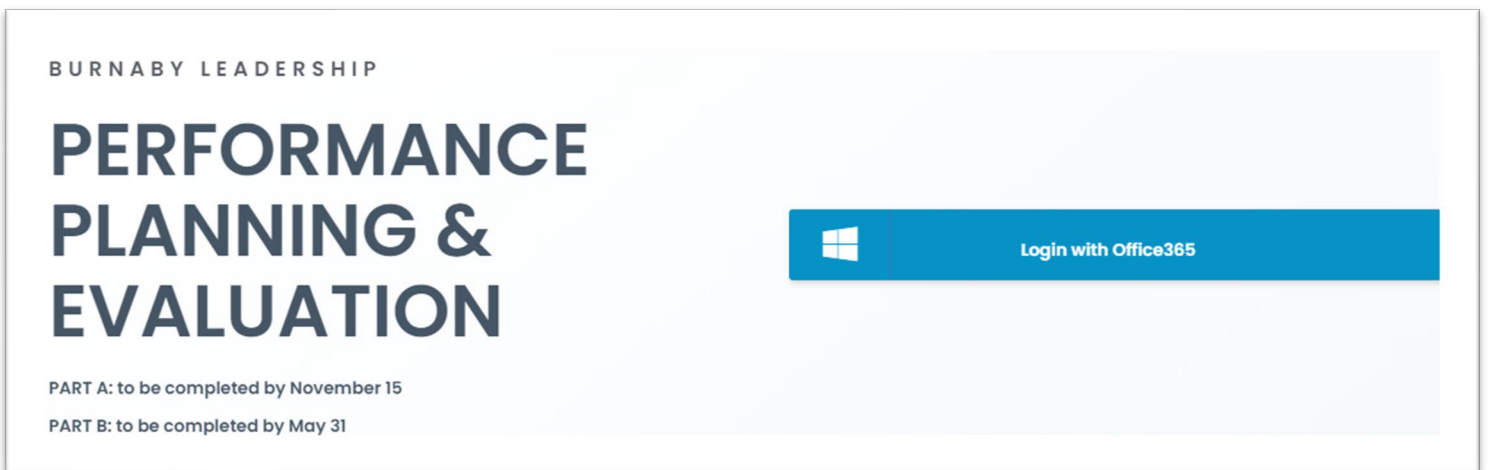 BURNABY LEADERSHIP
PERFORMANCE
PLANNING &
EVALUATION
Login with Office365
PART A: to be completed by November 15
PART B: to be completed by May 31